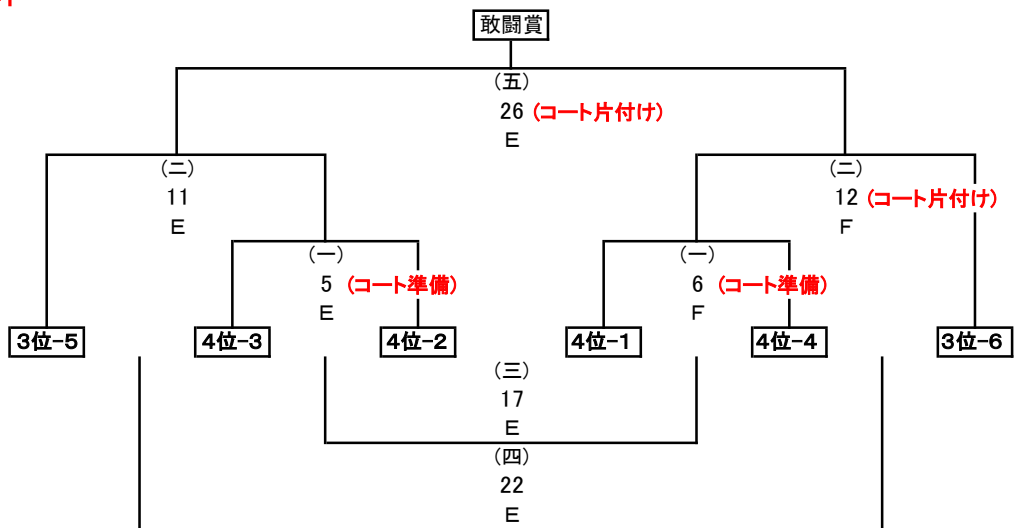 敢闘賞
(五)
26 (コート片付け)
E
(二)
11
E
(二)
12 (コート片付け)
F
(一)
5 (コート準備)
E
(一)
6 (コート準備)
F
3位-5
4位-3
4位-2
4位-1
4位-4
3位-6
(三)
17
E
(四)
22
E